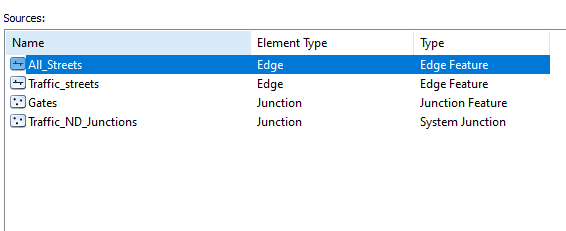 Sources:
Name Element Type Type
All_Streets Edge Edge Feature
Traffic_streets Edge Edge Feature
Gates Junction Junction Feature
Traffic_ND_Junctions Junction System Junction